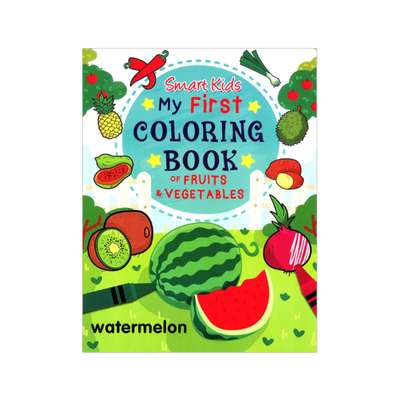 Smart Kids
My First
COLORING
BOOK
OF FRUITS
& VEGETABLES
watermelon